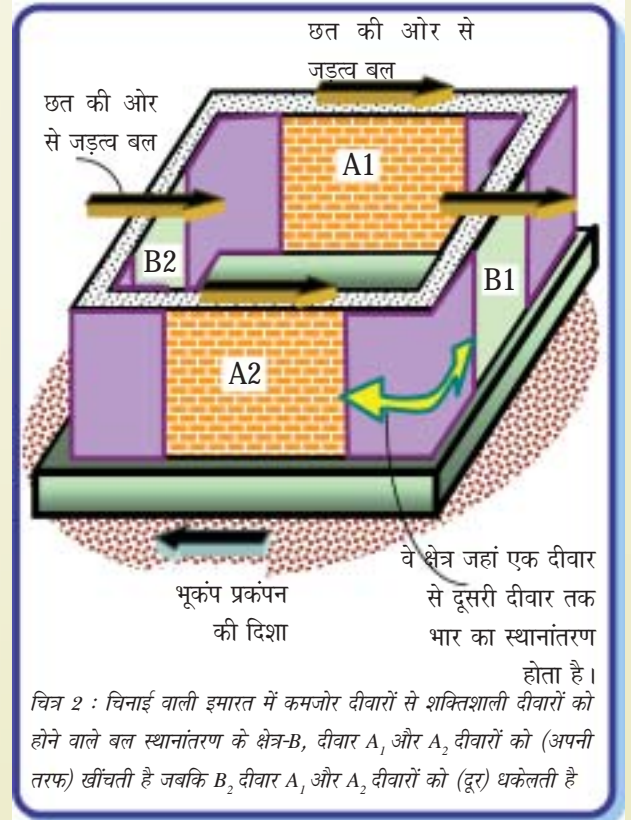 छत की ओर से
जड़त्व बल
छत की ओर
से जड़त्व बल
A1
B2
B1
A2
वे क्षेत्र जहां एक दीवार
से दूसरी दीवार तक
भार का स्थानांतरण
होता है।
भूकंप प्रकंपन
की दिशा
चित्र 2 : चिनाई वाली इमारत में कमजोर दीवारों से शक्तिशाली दीवारों को
होने वाले बल स्थानांतरण के क्षेत्र-B, दीवार A₁ और A₂ दीवारों को (अपनी
तरफ) खींचती है जबकि B₂ दीवार A₁ और A₂ दीवारों को (दूर) धकेलती है